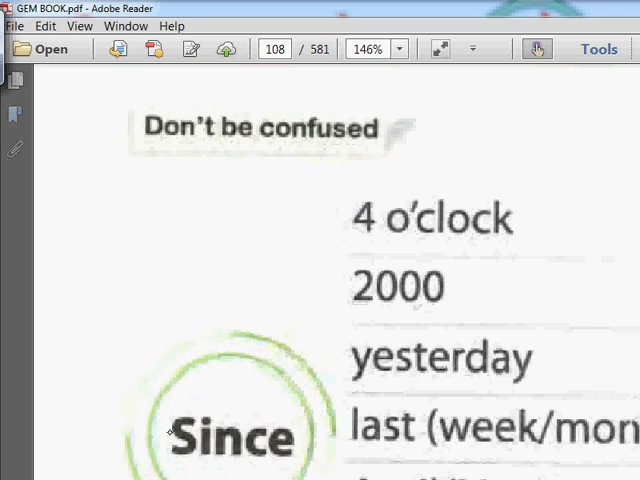 GEM BOOK.pdf - Adobe Reader
File Edit View Window Help
Open 108 / 581 146% Tools
Don't be confused
4 o'clock
2000
yesterday
Since last (week/mon